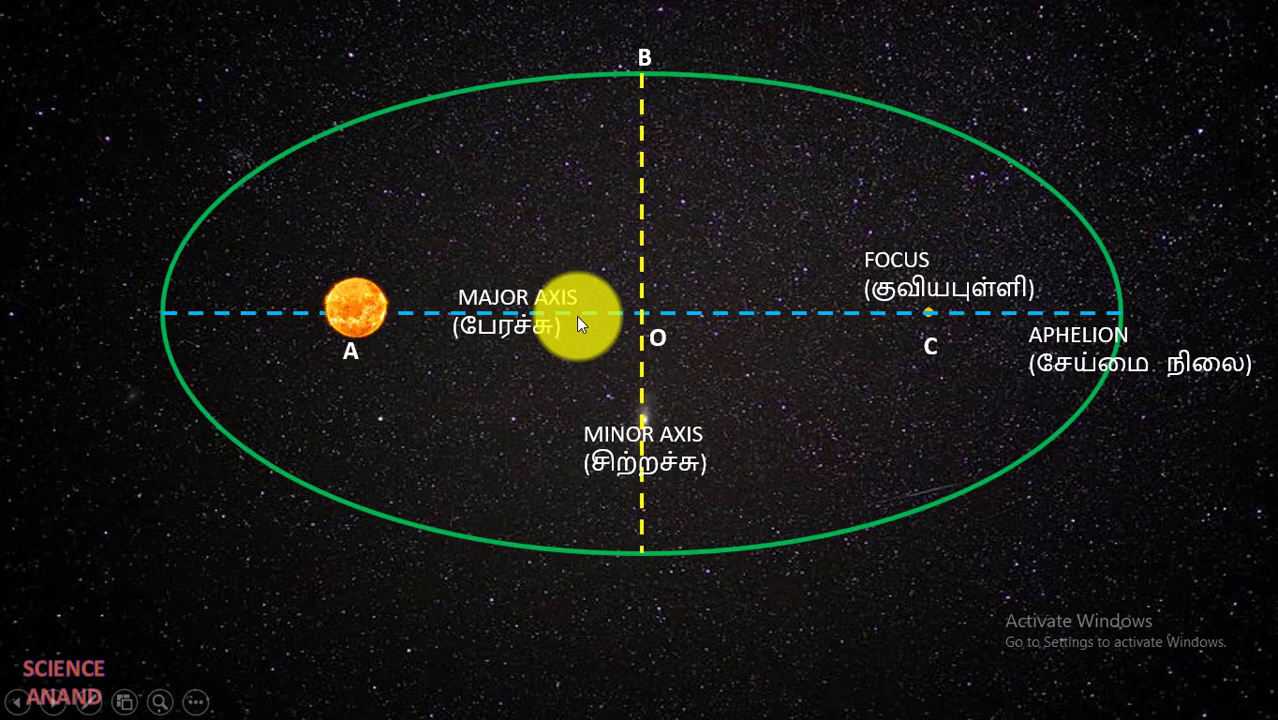 B
FOCUS
(குவியபுள்ளி)
MAJOR AXIS
(பேரச்சு)
O
A
C
APHELION
(சேய்மை நிலை)
MINOR AXIS
(சிற்றச்சு)
Activate Windows
Go to Settings to activate Windows.
SCIENCE
ANAND